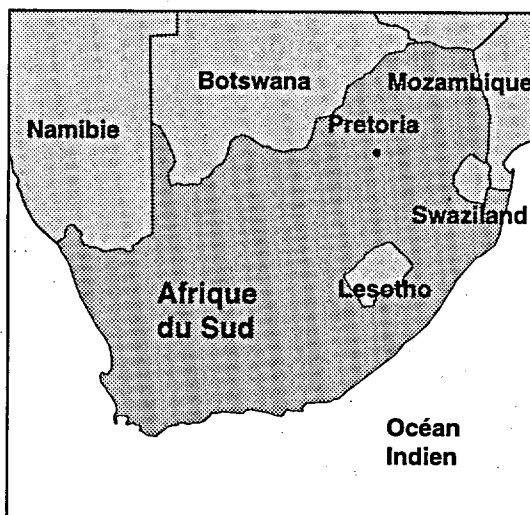 Botswana
Mozambique
Namibie
Pretoria
Swaziland
Lesotho
Afrique
du Sud
Océan
Indien